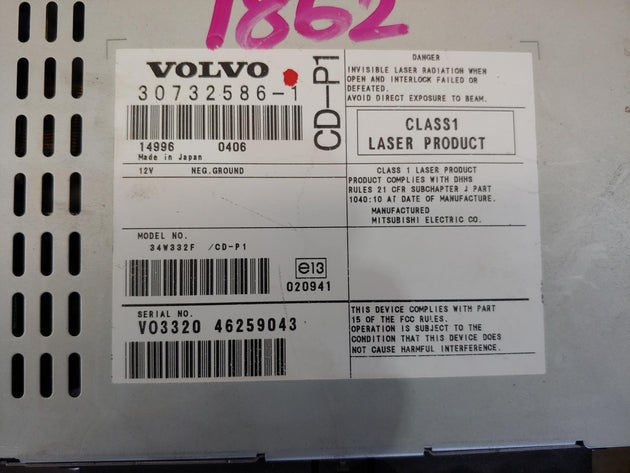 1862
VOLVO
30732586-1
CD-P1
14996 0406
Made in Japan
12V NEG.GROUND
MODEL NO.
34W332F /CD-P1
e13
020941
SERIAL NO.
VO3320 46259043
DANGER
INVISIBLE LASER RADIATION WHEN
OPEN AND INTERLOCK FAILED OR
DEFEATED.
AVOID DIRECT EXPOSURE TO BEAM.
CLASS1
LASER PRODUCT
CLASS 1 LASER PRODUCT
PRODUCT COMPLIES WITH DHHS
RULES 21 CFR SUBCHAPTER J PART
1040:10 AT DATE OF MANUFACTURE.
MANUFACTURED
MITSUBISHI ELECTRIC CO.
THIS DEVICE COMPLIES WITH PART
15 OF THE FCC RULES.
OPERATION IS SUBJECT TO THE
CONDITION THAT THIS DEVICE DOES
NOT CAUSE HARMFUL INTERFERENCE.